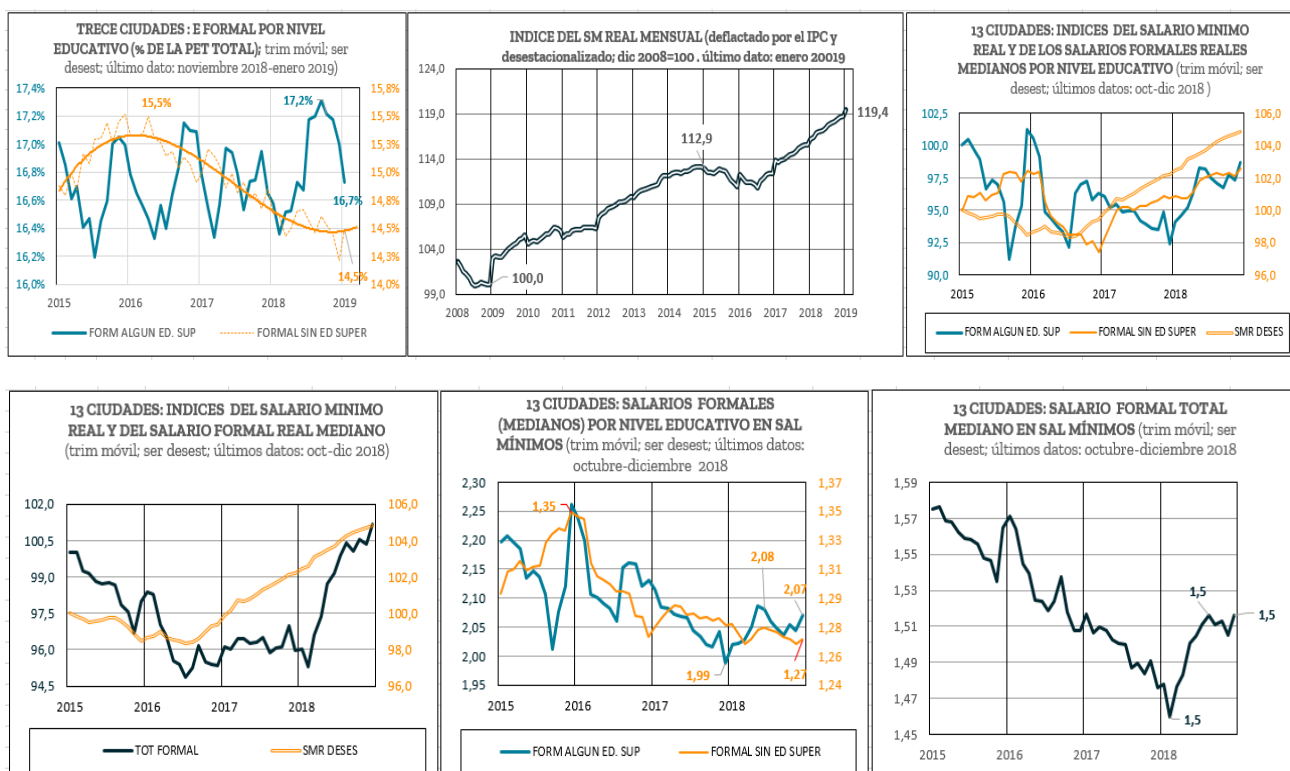 TRECE CIUDADES : E FORMAL POR NIVEL
EDUCATIVO (% DE LA PET TOTAL); trim móvil; ser
desest; último dato: noviembre 2018-enero 2019)
17,4%
17,2%
17,0%
16,8%
16,6%
16,4%
16,2%
16,0%
15,5%
17,2%
16,7%
14,5%
15,8%
15,5%
15,3%
15,0%
14,8%
14,5%
14,3%
14,0%
2015 2016 2017 2018 2019
FORM ALGUN ED. SUP FORMAL SIN ED SUPER
INDICE DEL SM REAL MENSUAL (deflactado por el IPC y
desestacionalizado; dic 2008=100 . último dato: enero 20019
124,0
119,0
114,0
109,0
104,0
99,0
100,0
112,9
119,4
2008 2009 2010 2011 2012 2013 2014 2015 2016 2017 2018 2019
13 CIUDADES: INDICES DEL SALARIO MINIMO
REAL Y DE LOS SALARIOS FORMALES REALES
MEDIANOS POR NIVEL EDUCATIVO (trim móvil; ser
desest; últimos datos: oct-dic 2018 )
102,5
100,0
97,5
95,0
92,5
90,0
106,0
104,0
102,0
100,0
98,0
96,0
2015 2016 2017 2018
FORM ALGUN ED. SUP FORMAL SIN ED SUPER SMR DESES
13 CIUDADES: INDICES DEL SALARIO MINIMO
REAL Y DEL SALARIO FORMAL REAL MEDIANO
(trim móvil; ser desest; últimos datos: oct-dic 2018)
102,0
100,5
99,0
97,5
96,0
94,5
106,0
104,0
102,0
100,0
98,0
96,0
2015 2016 2017 2018
TOT FORMAL SMR DESES
13 CIUDADES: SALARIOS FORMALES
(MEDIANOS) POR NIVEL EDUCATIVO EN SAL
MÍNIMOS (trim móvil; ser desest; últimos datos:
octubre-diciembre 2018
2,30
2,25
2,20
2,15
2,10
2,05
2,00
1,95
1,35
2,08
2,07
1,99
1,27
1,37
1,35
1,33
1,31
1,29
1,28
1,26
1,24
2015 2016 2017 2018
FORM ALGUN ED. SUP FORMAL SIN ED SUPER
13 CIUDADES: SALARIO FORMAL TOTAL
MEDIANO EN SAL MÍNIMOS (trim móvil; ser
desest; últimos datos: octubre-diciembre 2018
1,59
1,57
1,55
1,53
1,51
1,49
1,47
1,45
1,5
1,5
1,5
2015 2016 2017 2018